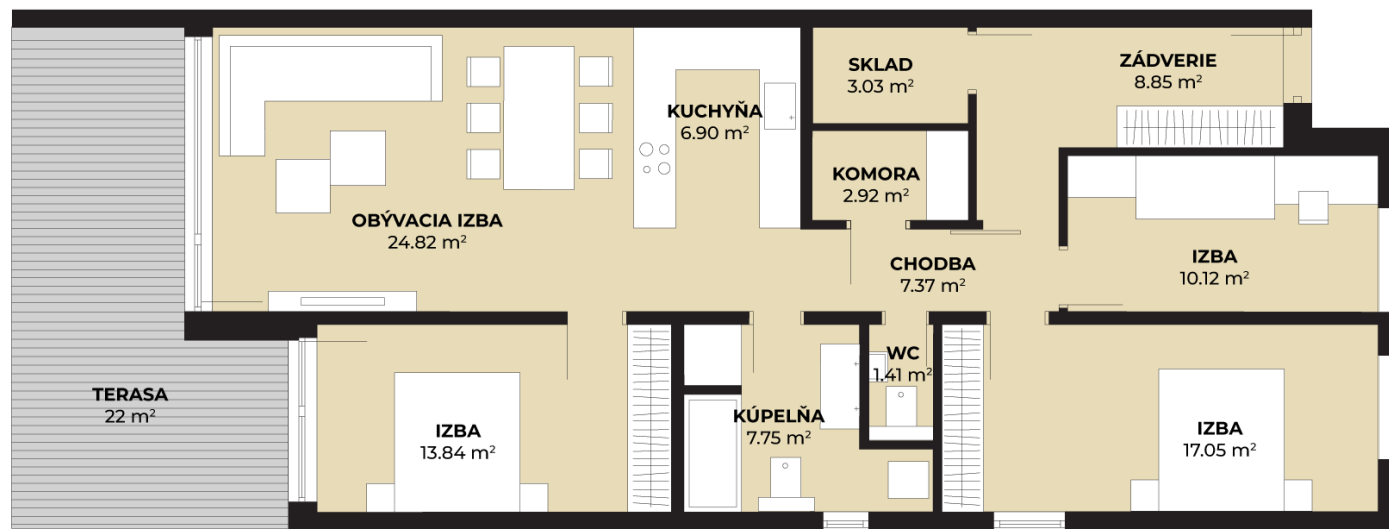 SKLAD
3.03 m²
ZÁDVERIE
8.85 m²
KUCHYŇA
6.90 m²
KOMORA
2.92 m²
OBÝVACIA IZBA
24.82 m²
CHODBA
7.37 m²
IZBA
10.12 m²
TERASA
22 m²
IZBA
13.84 m²
KÚPELŇA
7.75 m²
WC
1.41 m²
IZBA
17.05 m²